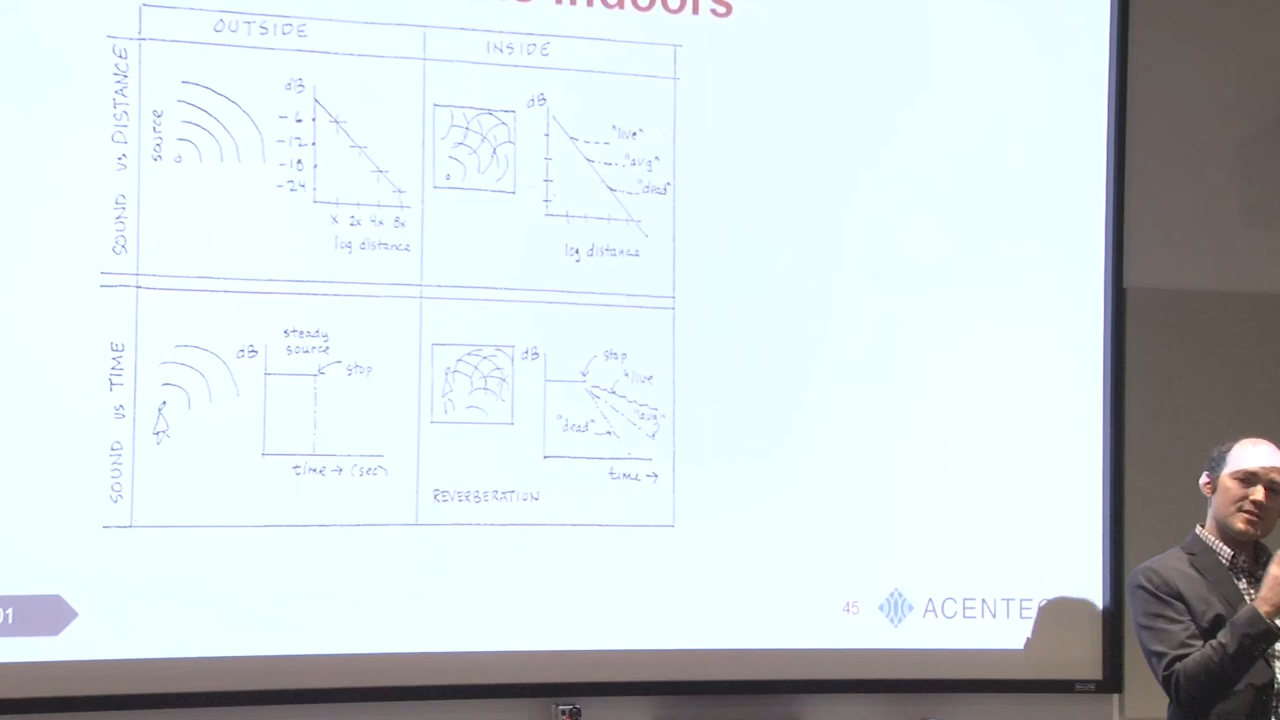 Indoors
OUTSIDE
INSIDE
SOUND vs DISTANCE
source
dB
-6
-12
-18
-24
x 2x 4x 8x
log distance
dB
"live"
"avg"
"dead"
log distance
SOUND vs TIME
dB
steady
source
stop
time → (sec)
dB
stop
"live"
"avg"
"dead"
time →
REVERBERATION
01
45
ACENTE